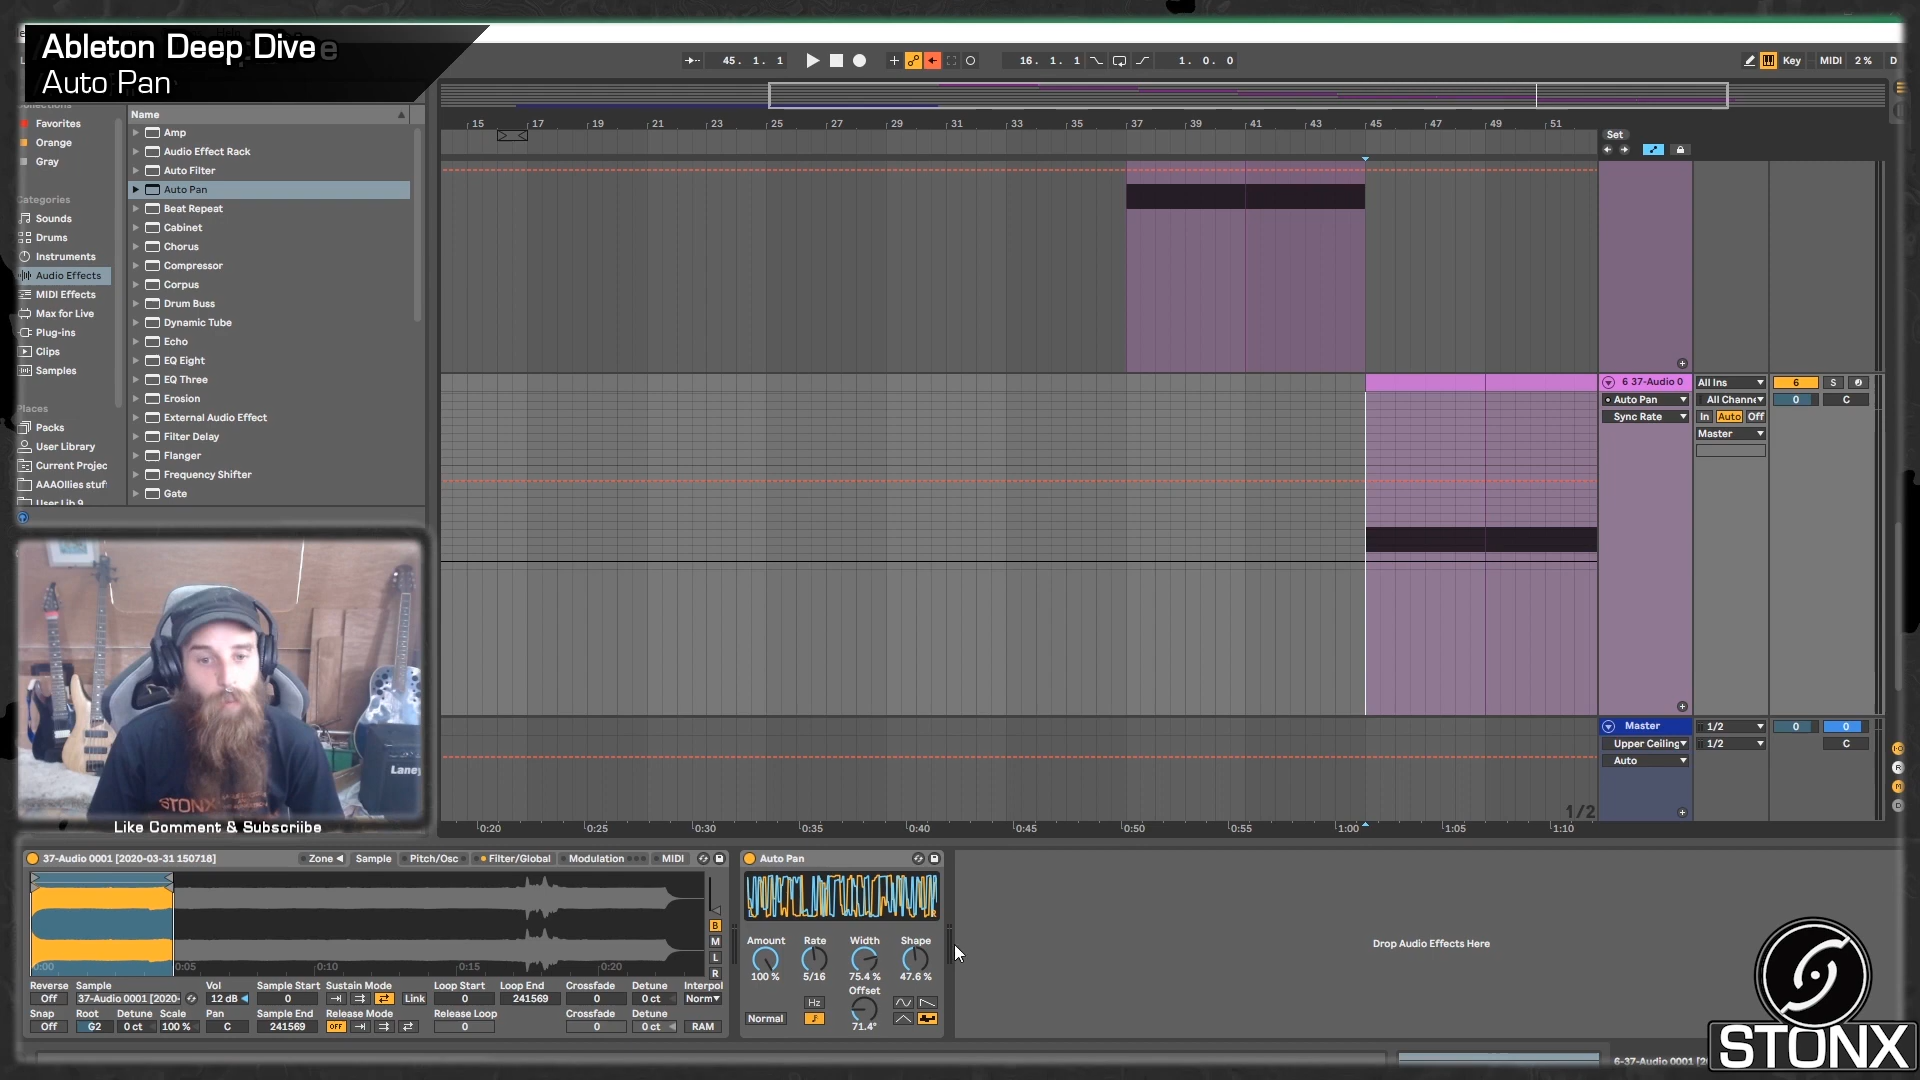 Ableton Deep Dive
Auto Pan
45. 1. 1
16. 1. 1
1. 0. 0
Key
MIDI
2 %
D
Collections
Favorites
Orange
Gray
Categories
Sounds
Drums
Instruments
Audio Effects
MIDI Effects
Max for Live
Plug-ins
Clips
Samples
Places
Packs
User Library
Current Projec
AAAOllies stuf
User Lib 9
Name
Amp
Audio Effect Rack
Auto Filter
Auto Pan
Beat Repeat
Cabinet
Chorus
Compressor
Corpus
Drum Buss
Dynamic Tube
Echo
EQ Eight
EQ Three
Erosion
External Audio Effect
Filter Delay
Flanger
Frequency Shifter
Gate
15 17 19 21 23 25 27 29 31 33 35 37 39 41 43 45 47 49 51
Set
6 37-Audio 0
All Ins
6
S
Auto Pan
All Channe
0
C
Sync Rate
In
Auto
Off
Master
Master
1/2
0
0
Upper Ceiling
1/2
C
Auto
1/2
0:20 0:25 0:30 0:35 0:40 0:45 0:50 0:55 1:00 1:05 1:10
STONX
Laney
Like Comment & Subscriibe
37-Audio 0001 [2020-03-31 150718]
Zone
Sample
Pitch/Osc
Filter/Global
Modulation
MIDI
0:00 0:05 0:10 0:15 0:20
B
M
L
R
Reverse
Sample
Vol
Sample Start
Sustain Mode
Loop Start
Loop End
Crossfade
Detune
Interpol
Off
37-Audio 0001 [2020-
12 dB
0
Link
0
241569
0
0 ct
Norm
Snap
Root
Detune
Scale
Pan
Sample End
Release Mode
Release Loop
Crossfade
Detune
Off
G2
0 ct
100 %
C
241569
OFF
0
0
0 ct
RAM
Auto Pan
Amount
Rate
Width
Shape
100 %
5/16
75.4 %
47.6 %
Offset
Hz
Normal
71.4°
Drop Audio Effects Here
STONX